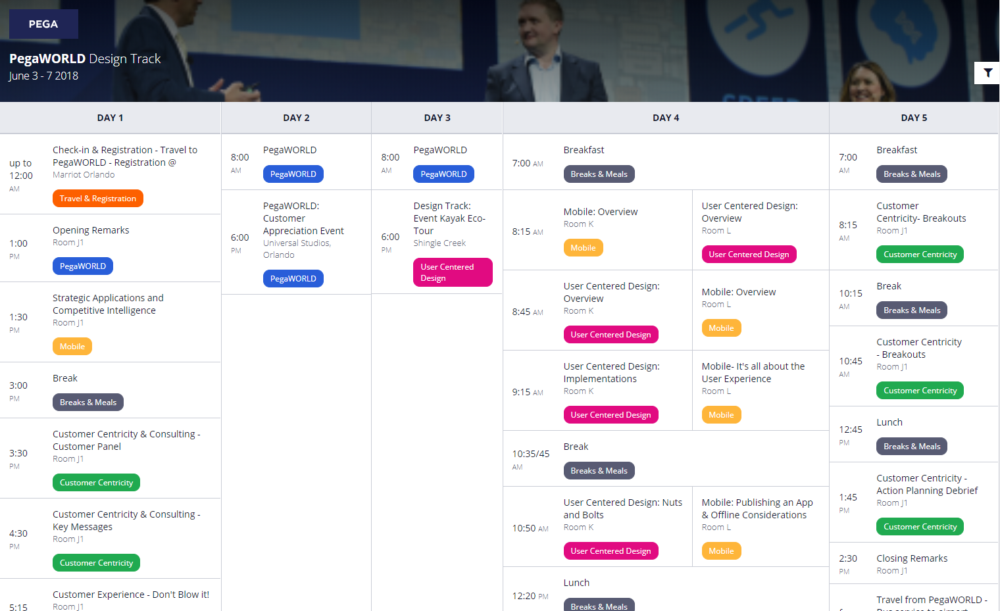 PEGA
PegaWORLD Design Track
June 3 - 7 2018
SPEED
DAY 1
up to
12:00
AM
Check-in & Registration - Travel to
PegaWORLD - Registration @
Marriot Orlando
Travel & Registration
1:00
PM
Opening Remarks
Room J1
PegaWORLD
1:30
PM
Strategic Applications and
Competitive Intelligence
Room J1
Mobile
3:00
PM
Break
Breaks & Meals
3:30
PM
Customer Centricity & Consulting -
Customer Panel
Room J1
Customer Centricity
4:30
PM
Customer Centricity & Consulting -
Key Messages
Room J1
Customer Centricity
5:15
Customer Experience - Don't Blow it!
Room J1
DAY 2
8:00
AM
PegaWORLD
PegaWORLD
6:00
PM
PegaWORLD:
Customer
Appreciation Event
Universal Studios,
Orlando
PegaWORLD
DAY 3
8:00
AM
PegaWORLD
PegaWORLD
6:00
PM
Design Track:
Event Kayak Eco-
Tour
Shingle Creek
User Centered
Design
DAY 4
7:00 AM
Breakfast
Breaks & Meals
8:15 AM
Mobile: Overview
Room K
Mobile
User Centered Design:
Overview
Room L
User Centered Design
8:45 AM
User Centered Design:
Overview
Room K
User Centered Design
Mobile: Overview
Room L
Mobile
9:15 AM
User Centered Design:
Implementations
Room K
User Centered Design
Mobile- It's all about the
User Experience
Room L
Mobile
10:35/45
AM
Break
Breaks & Meals
10:50 AM
User Centered Design: Nuts
and Bolts
Room K
User Centered Design
Mobile: Publishing an App
& Offline Considerations
Room L
Mobile
12:20 PM
Lunch
Breaks & Meals
DAY 5
7:00
AM
Breakfast
Breaks & Meals
8:15
AM
Customer
Centricity- Breakouts
Room J1
Customer Centricity
10:15
AM
Break
Breaks & Meals
10:45
AM
Customer Centricity
- Breakouts
Room J1
Customer Centricity
12:45
PM
Lunch
Breaks & Meals
1:45
PM
Customer Centricity -
Action Planning Debrief
Room J1
Customer Centricity
2:30
PM
Closing Remarks
Room J1
Travel from PegaWORLD -
Bus service to airport